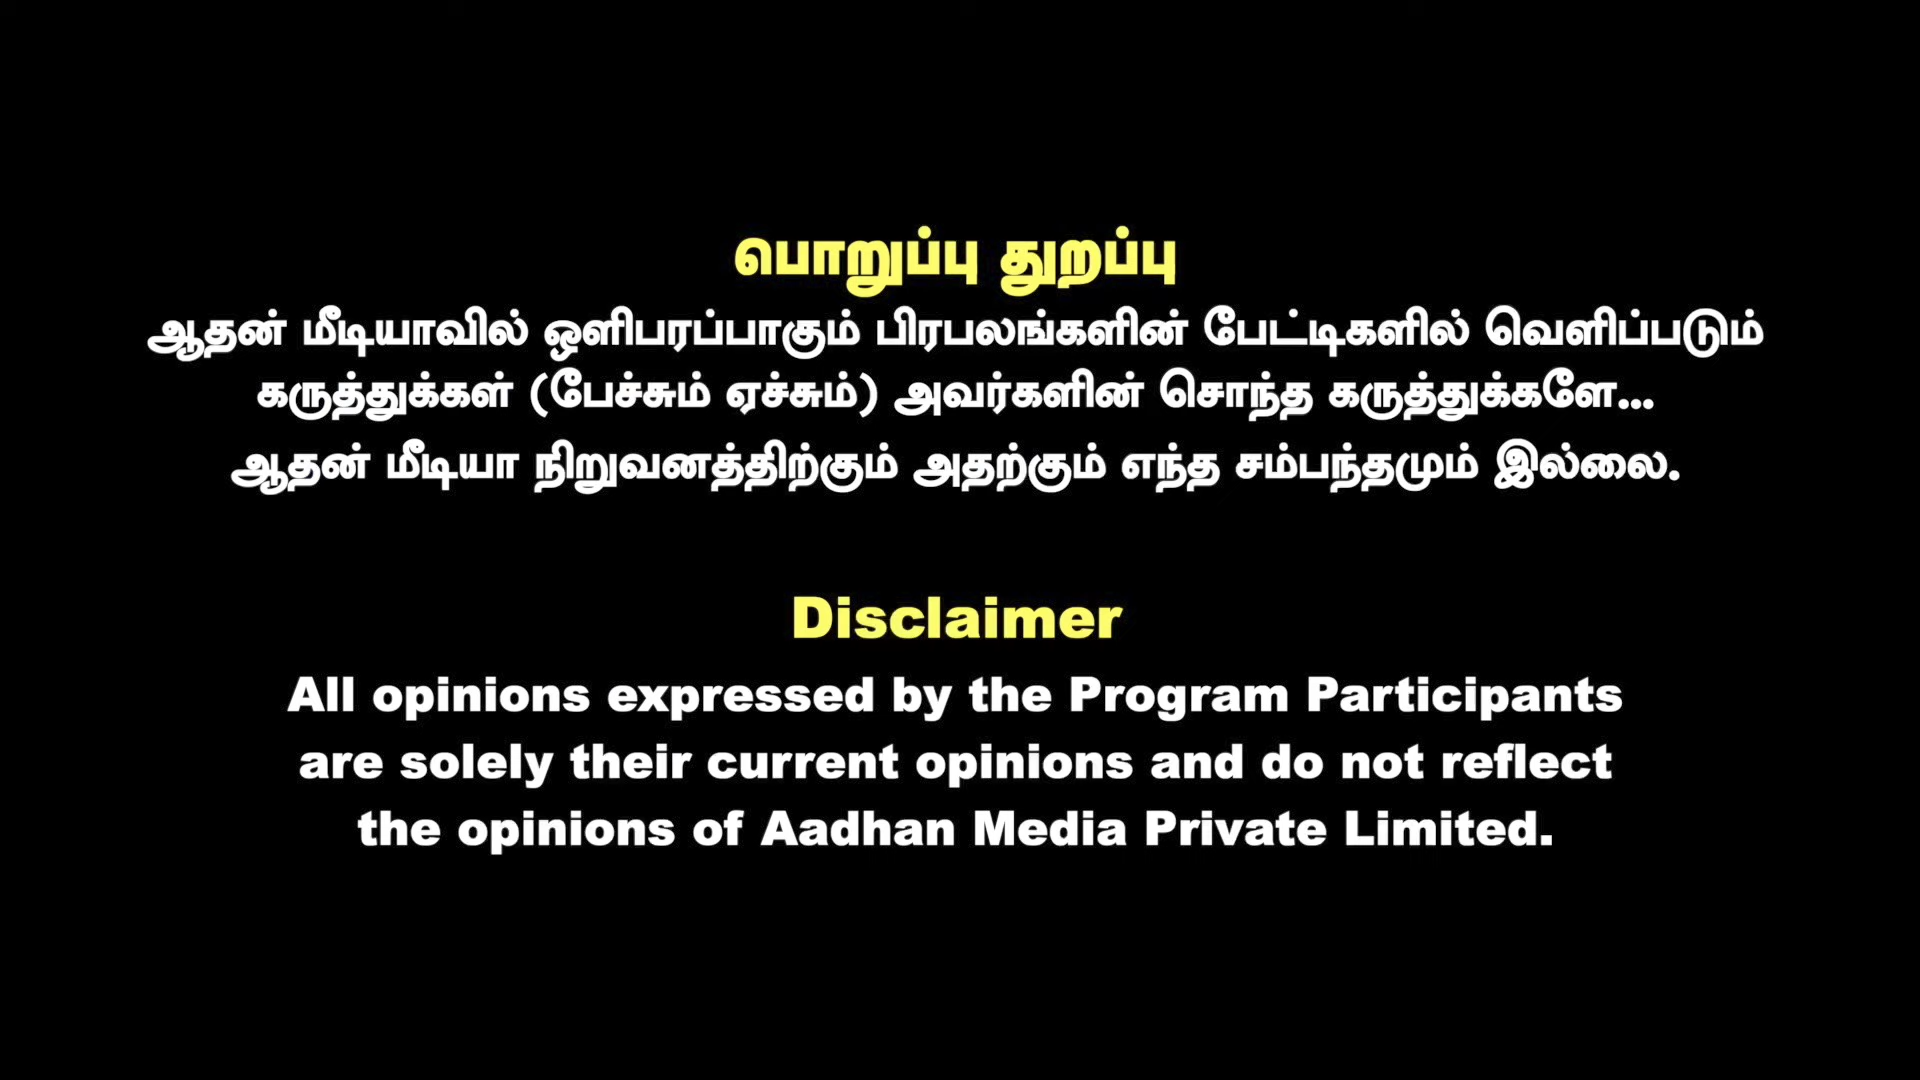 பொறுப்பு துறப்பு
ஆதன் மீடியாவில் ஒளிபரப்பாகும் பிரபலங்களின் பேட்டிகளில் வெளிப்படும்
கருத்துக்கள் (பேச்சும் ஏச்சும்) அவர்களின் சொந்த கருத்துக்களே...
ஆதன் மீடியா நிறுவனத்திற்கும் அதற்கும் எந்த சம்பந்தமும் இல்லை.
Disclaimer
All opinions expressed by the Program Participants
are solely their current opinions and do not reflect
the opinions of Aadhan Media Private Limited.